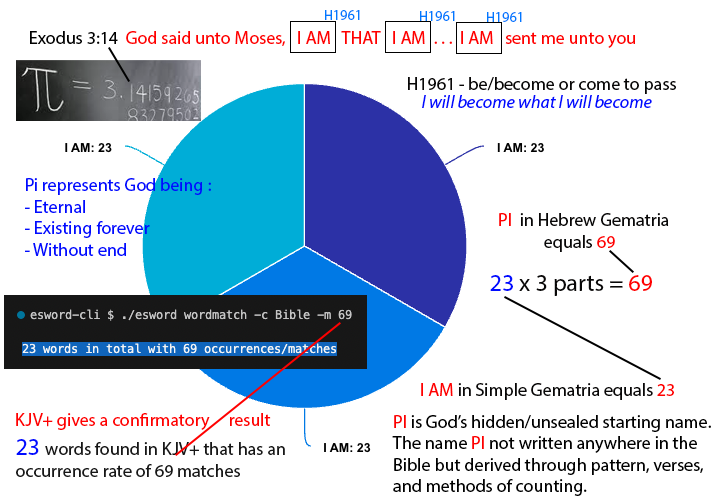 H1961
H1961
H1961
Exodus 3:14 God said unto Moses, I AM THAT I AM ... I AM sent me unto you
π = 3.14159265
83279502
H1961 - be/become or come to pass
I will become what I will become
I AM: 23
I AM: 23
Pi represents God being :
- Eternal
- Existing forever
- Without end
PI in Hebrew Gematria
equals 69
23 x 3 parts = 69
esword-cli $ ./esword wordmatch -c Bible -m 69
23 words in total with 69 occurrences/matches
I AM in Simple Gematria equals 23
KJV+ gives a confirmatory result
23 words found in KJV+ that has an
occurrence rate of 69 matches
I AM: 23
PI is God's hidden/unsealed starting name.
The name PI not written anywhere in the
Bible but derived through pattern, verses,
and methods of counting.